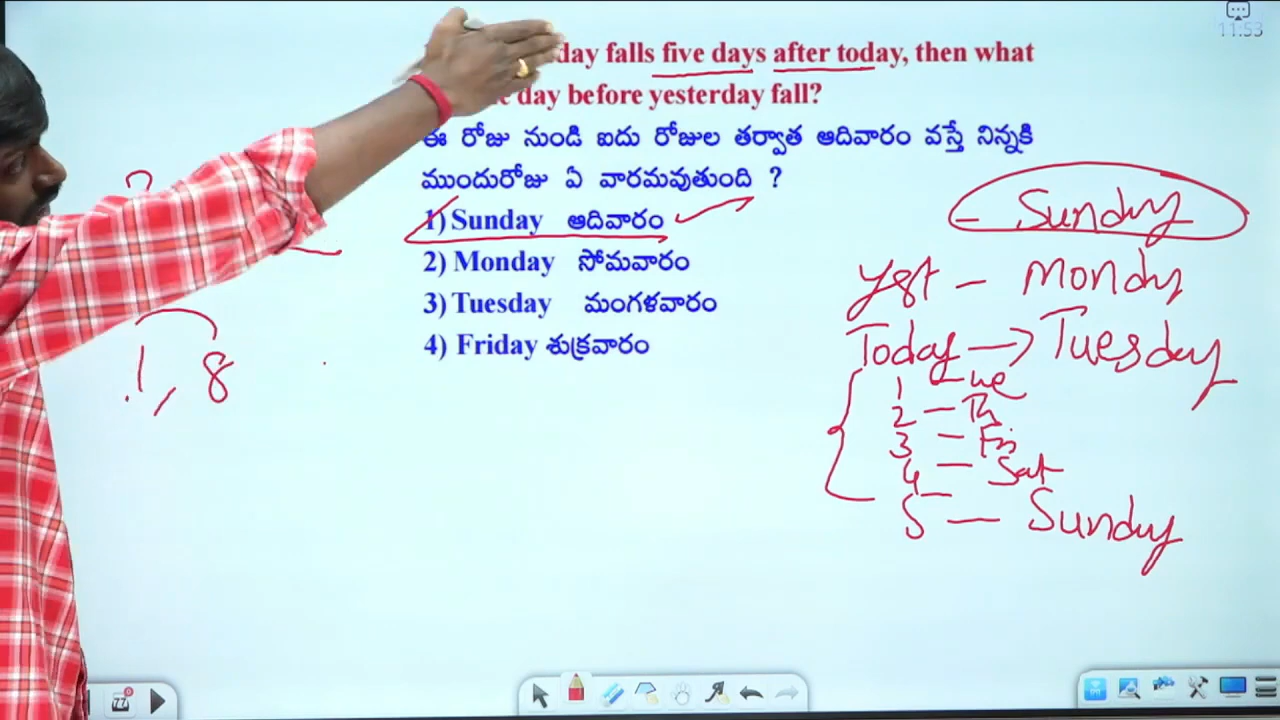 11:53
day falls five days after today, then what
day before yesterday fall?
ఈ రోజు నుండి ఐదు రోజుల తర్వాత ఆదివారం వస్తే నిన్నకి
ముందురోజు ఏ వారమవుతుంది ?
1) Sunday ఆదివారం
2) Monday సోమవారం
3) Tuesday మంగళవారం
4) Friday శుక్రవారం
1, 8
- Sunday
yst - Monday
Today → Tuesday
1 - we
2 - Th
3 - Fri
4 - Sat
5 - Sunday